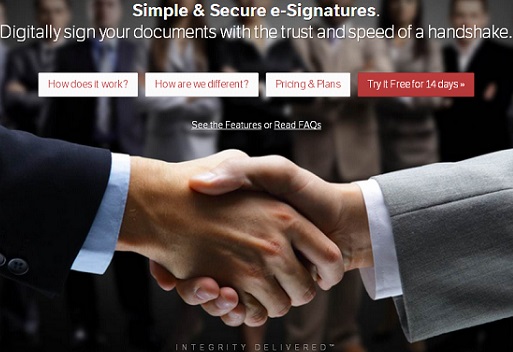 Simple & Secure e-Signatures.
Digitally sign your documents with the trust and speed of a handshake.
How does it work? How are we different? Pricing & Plans Try it Free for 14 days »
See the Features or Read FAQs
INTEGRITY DELIVERED™